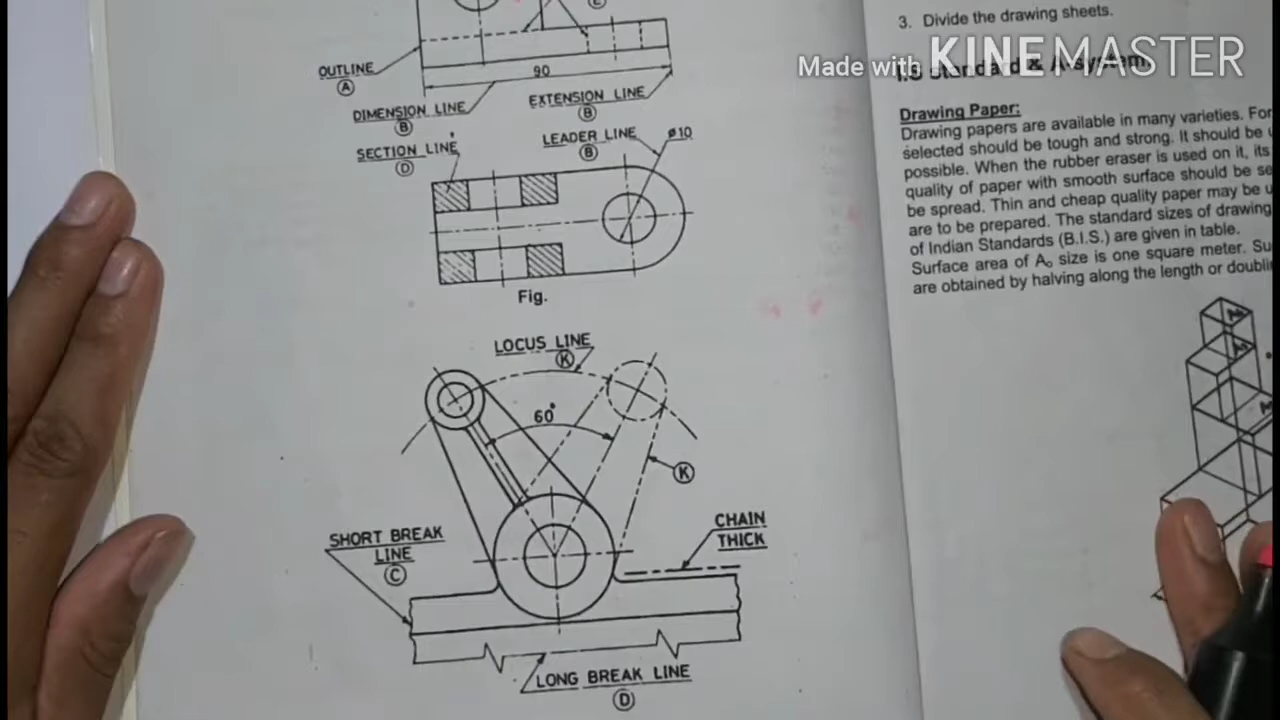 E
OUTLINE
A
90
DIMENSION LINE
B
EXTENSION LINE
B
SECTION LINE
D
LEADER LINE
B
ø10
Fig.
LOCUS LINE
K
60°
K
SHORT BREAK
LINE
C
CHAIN
THICK
LONG BREAK LINE
D
3. Divide the drawing sheets.
Made with KINEMASTER
Drawing Paper:
Drawing papers are available in many varieties. For
selected should be tough and strong. It should be
possible. When the rubber eraser is used on it, its
quality of paper with smooth surface should be
be spread. Thin and cheap quality paper may be
are to be prepared. The standard sizes of drawing
of Indian Standards (B.I.S.) are given in table.
Surface area of A₀ size is one square meter.
are obtained by halving along the length or